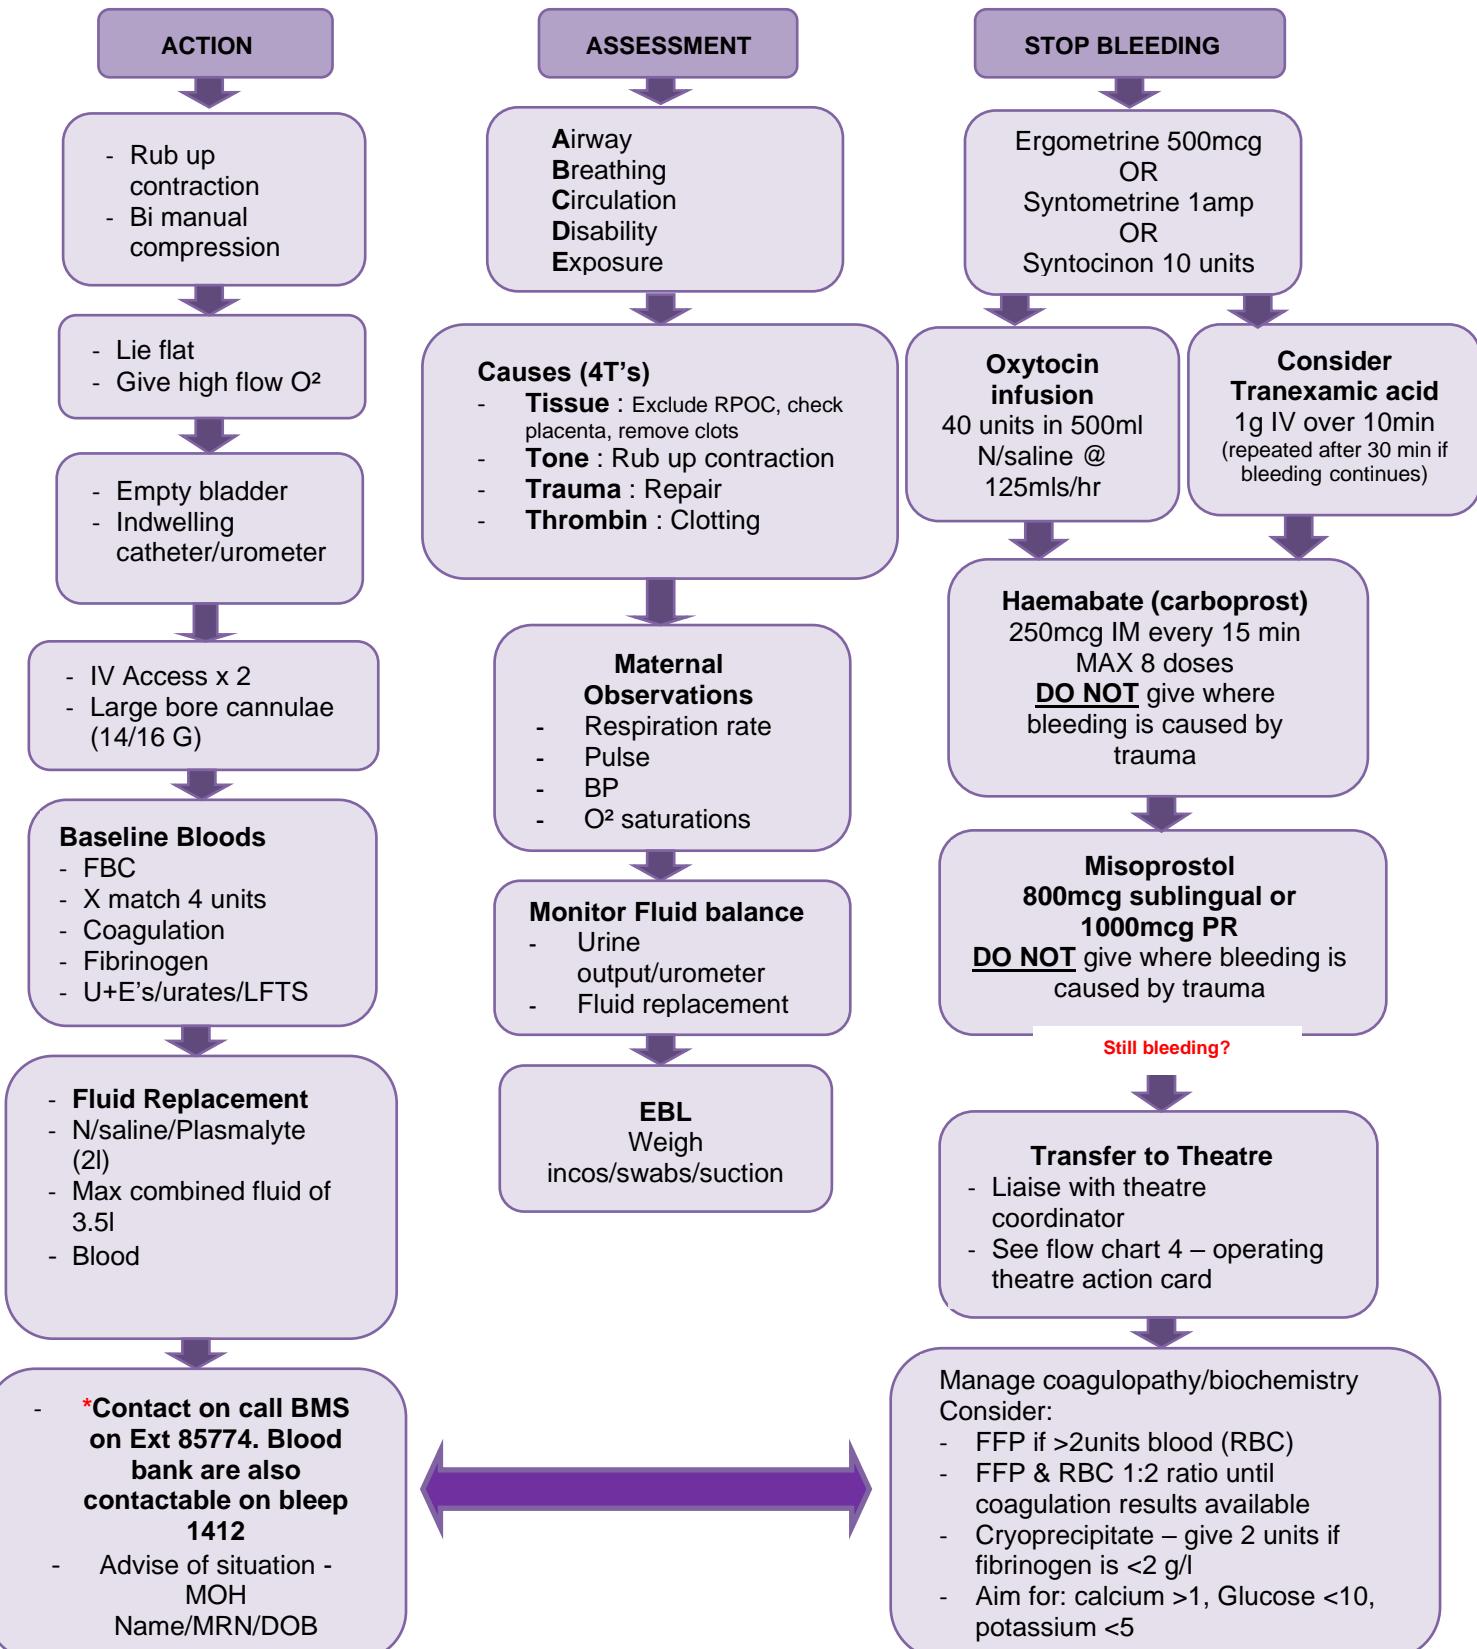 ACTION
- Rub up
contraction
- Bi manual
compression
- Lie flat
- Give high flow O²
- Empty bladder
- Indwelling
catheter/urometer
- IV Access x 2
- Large bore cannulae
(14/16 G)
Baseline Bloods
- FBC
- X match 4 units
- Coagulation
- Fibrinogen
- U+E’s/urates/LFTS
- Fluid Replacement
- N/saline/Plasmalyte
(2l)
- Max combined fluid of
3.5l
- Blood
- *Contact on call BMS
on Ext 85774. Blood
bank are also
contactable on bleep
1412
- Advise of situation -
MOH
Name/MRN/DOB
ASSESSMENT
Airway
Breathing
Circulation
Disability
Exposure
Causes (4T’s)
- Tissue : Exclude RPOC, check
placenta, remove clots
- Tone : Rub up contraction
- Trauma : Repair
- Thrombin : Clotting
Maternal
Observations
- Respiration rate
- Pulse
- BP
- O² saturations
Monitor Fluid balance
- Urine
output/urometer
- Fluid replacement
EBL
Weigh
incos/swabs/suction
STOP BLEEDING
Ergometrine 500mcg
OR
Syntometrine 1amp
OR
Syntocinon 10 units
Oxytocin
infusion
40 units in 500ml
N/saline @
125mls/hr
Consider
Tranexamic acid
1g IV over 10min
(repeated after 30 min if
bleeding continues)
Haemabate (carboprost)
250mcg IM every 15 min
MAX 8 doses
DO NOT give where
bleeding is caused by
trauma
Misoprostol
800mcg sublingual or
1000mcg PR
DO NOT give where bleeding is
caused by trauma
Still bleeding?
Transfer to Theatre
- Liaise with theatre
coordinator
- See flow chart 4 – operating
theatre action card
Manage coagulopathy/biochemistry
Consider:
- FFP if >2units blood (RBC)
- FFP & RBC 1:2 ratio until
coagulation results available
- Cryoprecipitate – give 2 units if
fibrinogen is <2 g/l
- Aim for: calcium >1, Glucose <10,
potassium <5